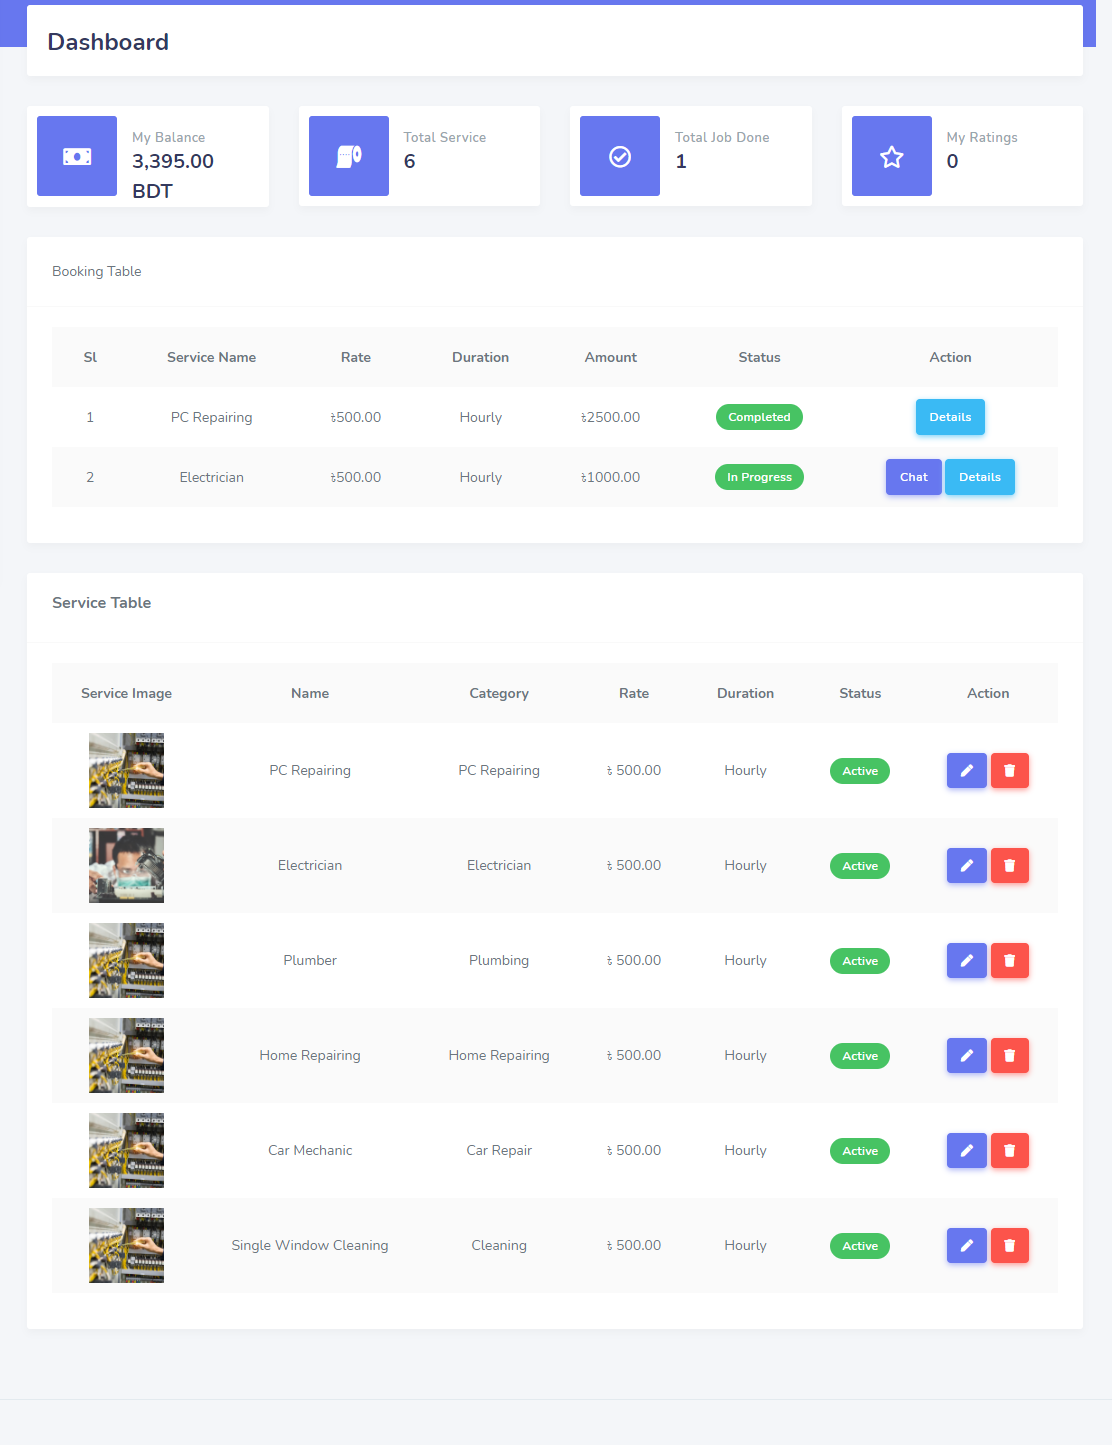 Dashboard
My Balance
3,395.00
BDT
Total Service
6
Total Job Done
1
My Ratings
0
Booking Table
Sl Service Name Rate Duration Amount Status Action
1 PC Repairing ৳500.00 Hourly ৳2500.00 Completed Details
2 Electrician ৳500.00 Hourly ৳1000.00 In Progress Chat Details
Service Table
Service Image Name Category Rate Duration Status Action
PC Repairing PC Repairing ৳ 500.00 Hourly Active
Electrician Electrician ৳ 500.00 Hourly Active
Plumber Plumbing ৳ 500.00 Hourly Active
Home Repairing Home Repairing ৳ 500.00 Hourly Active
Car Mechanic Car Repair ৳ 500.00 Hourly Active
Single Window Cleaning Cleaning ৳ 500.00 Hourly Active